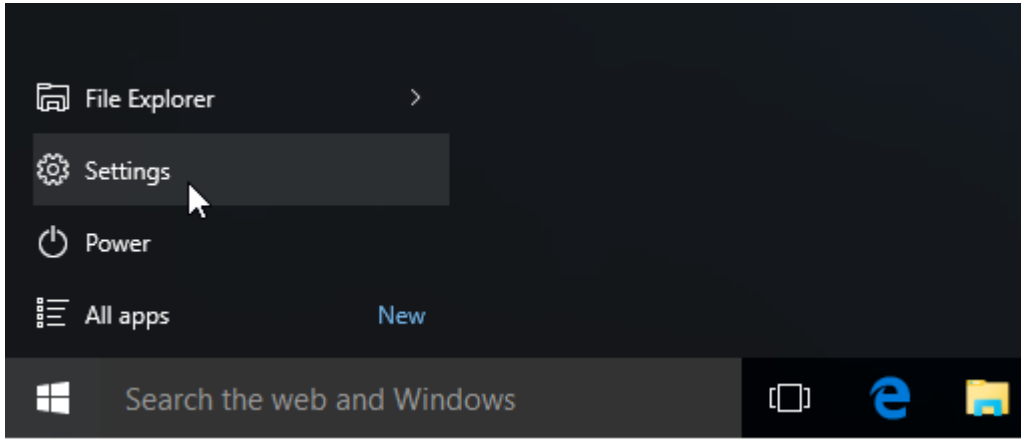 File Explorer
Settings
Power
All apps New
Search the web and Windows